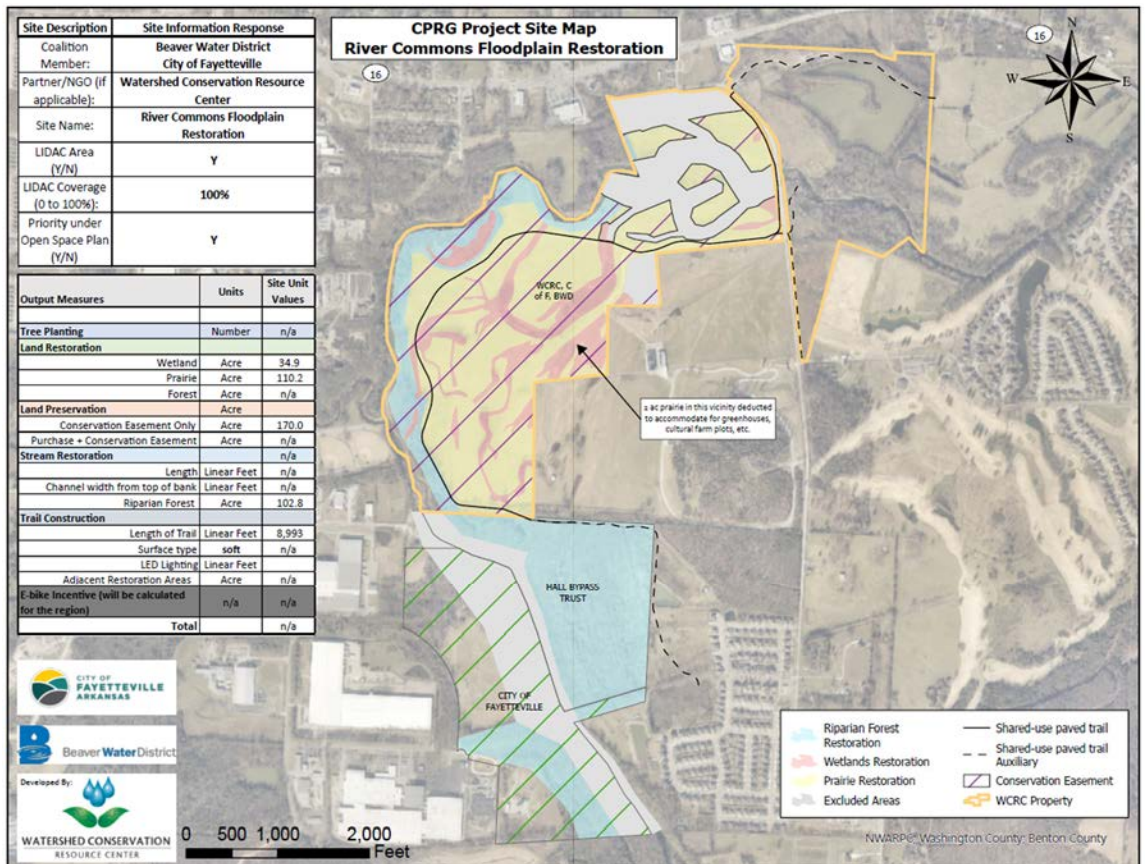 CPRG Project Site Map
River Commons Floodplain Restoration
Site Description Site Information Response
Coalition Member: Beaver Water District
City of Fayetteville
Partner/NGO (if applicable): Watershed Conservation Resource Center
Site Name: River Commons Floodplain Restoration
LIDAC Area (Y/N) Y
LIDAC Coverage (0 to 100%): 100%
Priority under Open Space Plan (Y/N) Y
Output Measures Units Site Unit Values
Tree Planting Number n/a
Land Restoration
Wetland Acre 34.9
Prairie Acre 110.2
Forest Acre n/a
Land Preservation Acre
Conservation Easement Only Acre 170.0
Purchase + Conservation Easement Acre n/a
Stream Restoration n/a
Length Linear Feet n/a
Channel width from top of bank Linear Feet n/a
Riparian Forest Acre 102.8
Trail Construction
Length of Trail Linear Feet 8,993
Surface type soft n/a
LED Lighting Linear Feet
Adjacent Restoration Areas Acre n/a
E-bike Incentive (will be calculated for the region) n/a n/a
Total n/a
16
16
N
W
E
S
WCRC, C
of F, BWD
ac prairie in this vicinity deducted
to accommodate for greenhouses,
cultural farm plots, etc.
HALL BYPASS
TRUST
CITY OF
FAYETTEVILLE
CITY OF
FAYETTEVILLE
ARKANSAS
Beaver Water District
Developed By:
WATERSHED CONSERVATION
RESOURCE CENTER
0 500 1,000 2,000
Feet
Riparian Forest
Restoration
Wetlands Restoration
Prairie Restoration
Excluded Areas
Shared-use paved trail
Shared-use paved trail
Auxiliary
Conservation Easement
WCRC Property
NWARPC, Washington County, Benton County